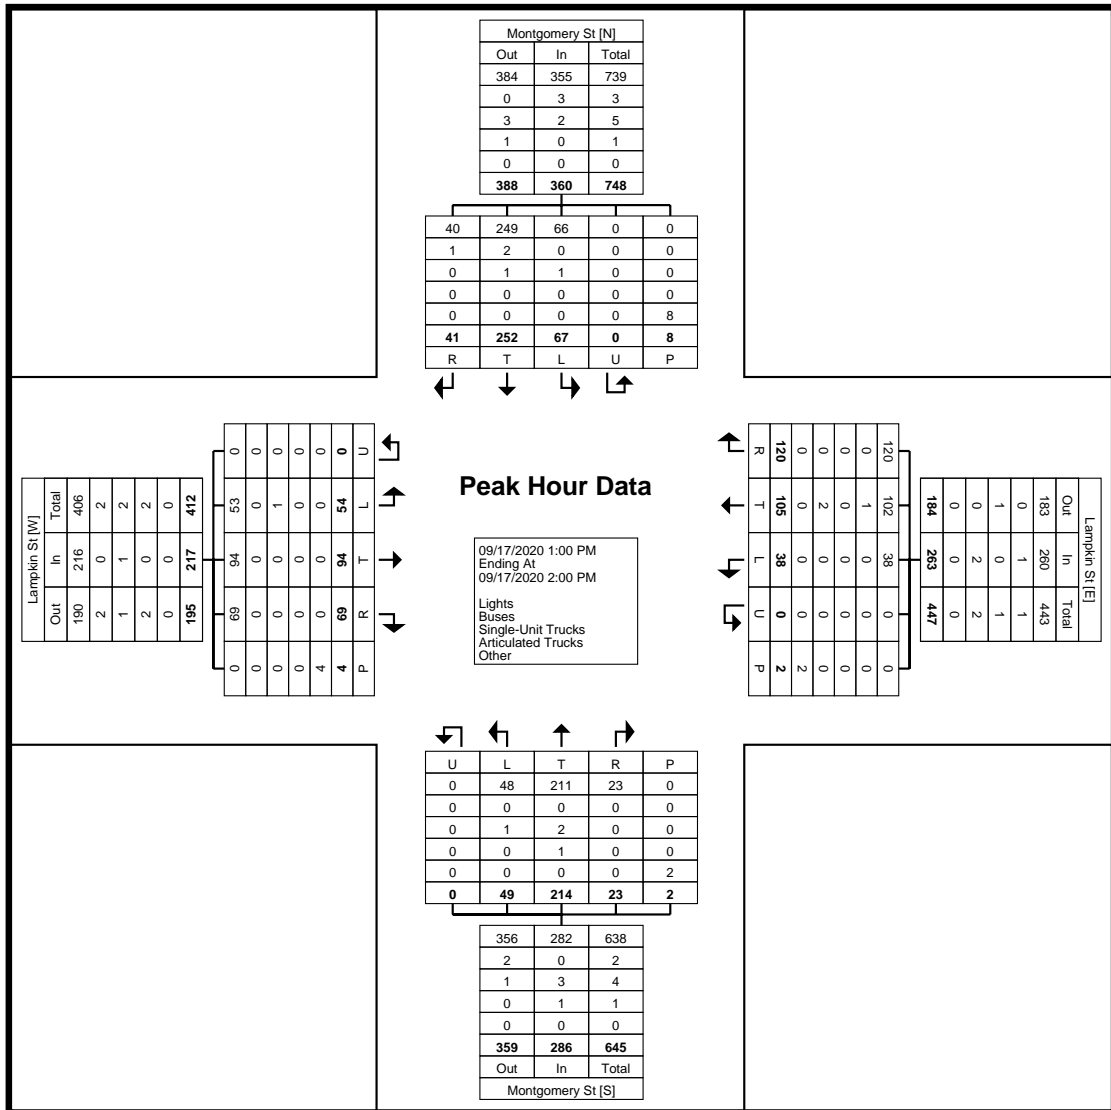 Montgomery St [N]
Out In Total
384 355 739
0 3 3
3 2 5
1 0 1
0 0 0
388 360 748
40 249 66 0 0
1 2 0 0 0
0 1 1 0 0
0 0 0 0 0
0 0 0 0 8
41 252 67 0 8
R T L U P
Lampkin St [W]
Total 406 2 2 2 0 412
In 216 0 1 0 0 217
Out 190 2 1 2 0 195
0 0 0 0 0 0 U
53 0 1 0 0 54 L
94 0 0 0 0 94 T
69 0 0 0 0 69 R
0 0 0 0 4 4 P
Peak Hour Data
09/17/2020 1:00 PM
Ending At
09/17/2020 2:00 PM
Lights
Buses
Single-Unit Trucks
Articulated Trucks
Other
R 120 0 0 0 0 120
T 105 0 2 0 1 102
L 38 0 0 0 0 38
U 0 0 0 0 0 0
P 2 2 0 0 0 0
184 0 0 1 0 183 Out
263 0 2 0 1 260 In
447 0 2 1 1 443 Total
Lampkin St [E]
U L T R P
0 48 211 23 0
0 0 0 0 0
0 1 2 0 0
0 0 1 0 0
0 0 0 0 2
0 49 214 23 2
356 282 638
2 0 2
1 3 4
0 1 1
0 0 0
359 286 645
Out In Total
Montgomery St [S]